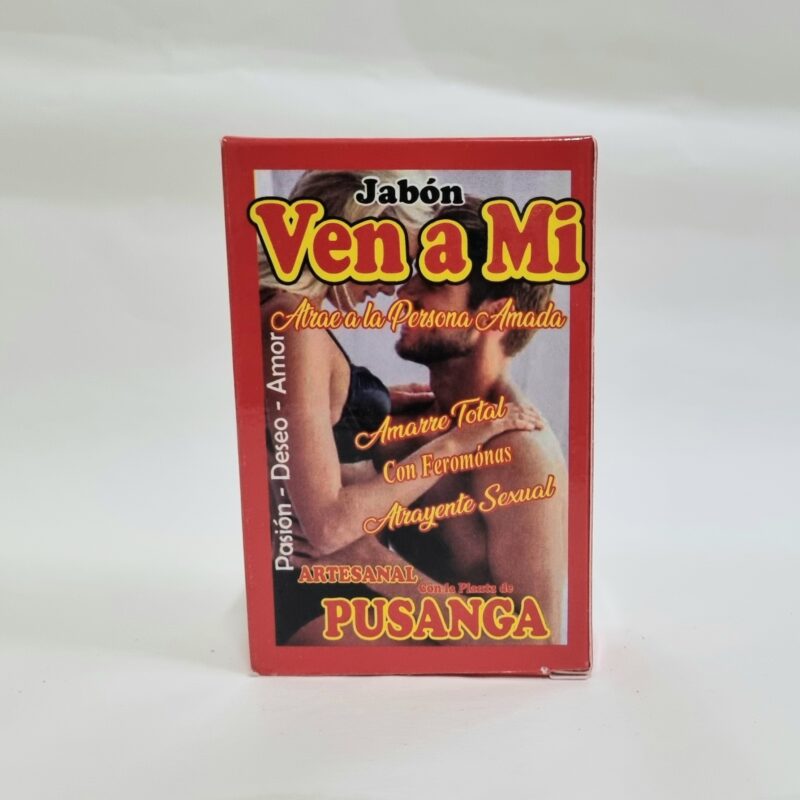 Jabón
Ven a Mi
Atrae a la Persona Amada
Pasión - Deseo - Amor
Amarre Total
Con Feromónas
Atrayente Sexual
ARTESANAL
con la Planta de
PUSANGA